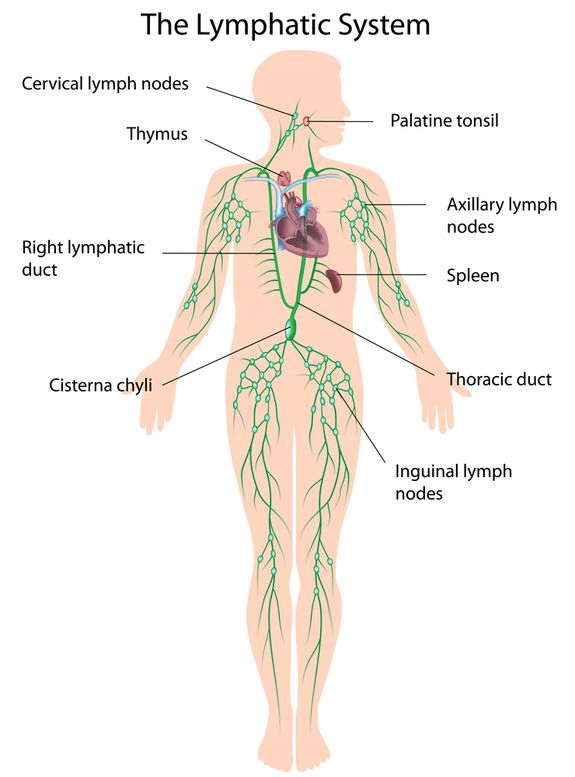 The Lymphatic System
Cervical lymph nodes
Palatine tonsil
Thymus
Axillary lymph
nodes
Right lymphatic
duct
Spleen
Cisterna chyli
Thoracic duct
Inguinal lymph
nodes